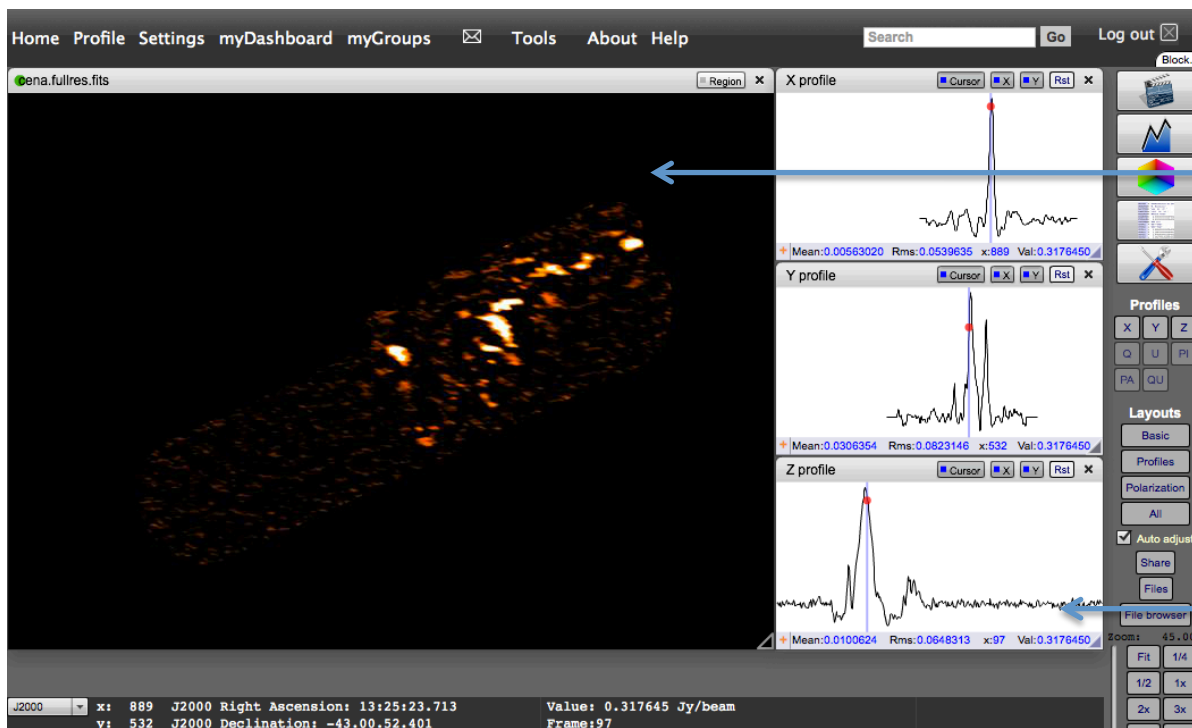 Home Profile Settings myDashboard myGroups Tools About Help Search Go Log out
Block.
cena.fullres.fits Region ×
X profile Cursor X Y Rst ×
Mean:0.00563020 Rms:0.0539635 x:889 Val:0.3176450
Y profile Cursor X Y Rst ×
Mean:0.0306354 Rms:0.0823146 x:532 Val:0.3176450
Z profile Cursor X Y Rst ×
Mean:0.0100624 Rms:0.0648313 x:97 Val:0.3176450
Profiles
X Y Z
Q U PI
PA QU
Layouts
Basic
Profiles
Polarization
All
Auto adjust
Share
Files
File browser
Zoom: 45.00
Fit 1/4
1/2 1x
2x 3x
J2000 x: 889 J2000 Right Ascension: 13:25:23.713 Value: 0.317645 Jy/beam
y: 532 J2000 Declination: -43.00.52.401 Frame:97